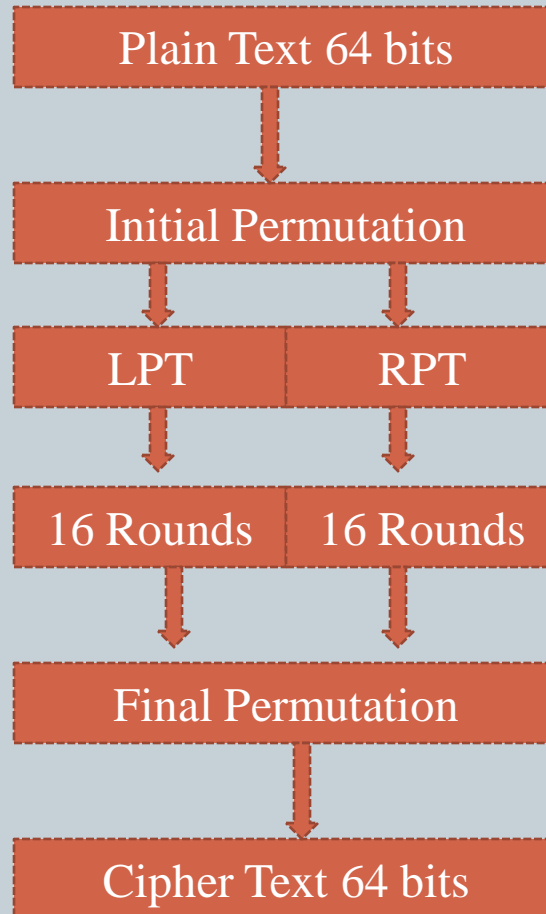 Plain Text 64 bits
Initial Permutation
LPT RPT
16 Rounds 16 Rounds
Final Permutation
Cipher Text 64 bits